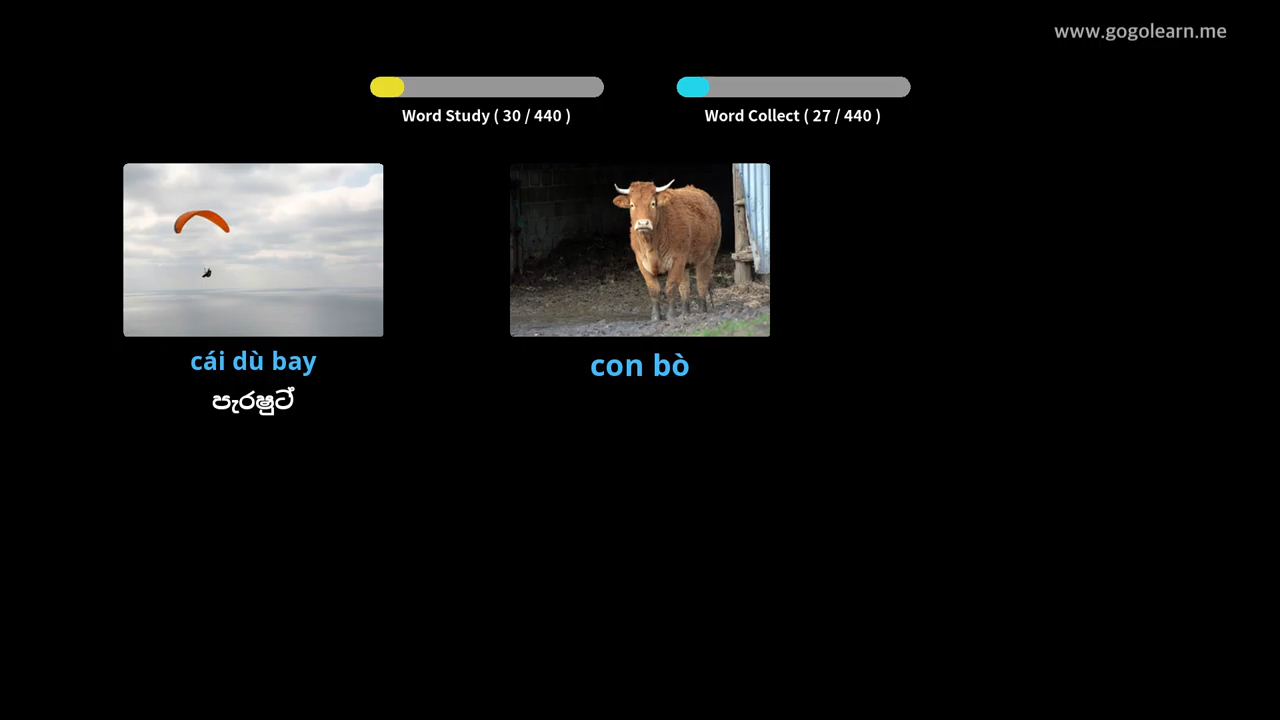 www.gogolearn.me
Word Study ( 30 / 440 )
Word Collect ( 27 / 440 )
cái dù bay
පැරෂුට්
con bò